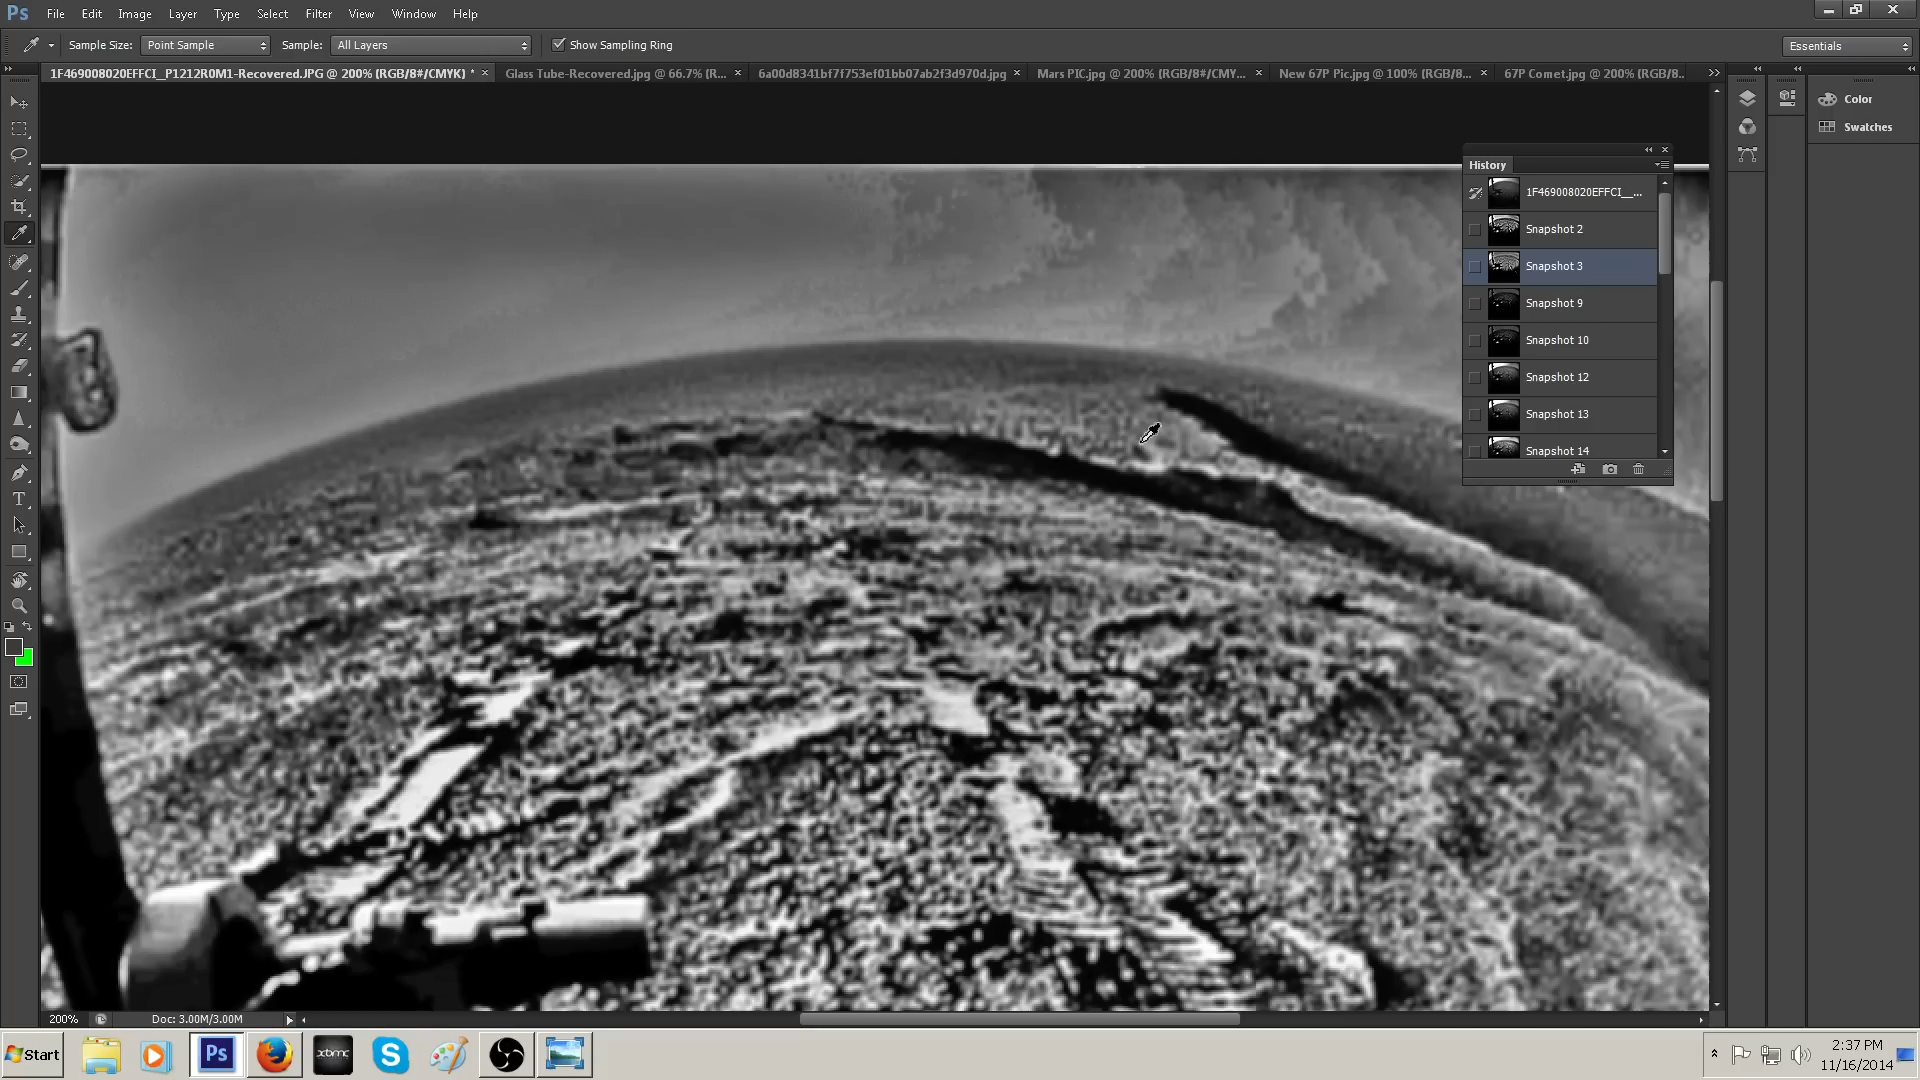 Ps File Edit Image Layer Type Select Filter View Window Help
Sample Size: Point Sample Sample: All Layers Show Sampling Ring Essentials
1F469008020EFFCI__P1212R0M1-Recovered.JPG @ 200% (RGB/8#/CMYK) * Glass Tube-Recovered.jpg @ 66.7% (R... 6a00d8341bf7f753ef01bb07ab2f3d970d.jpg Mars PIC.jpg @ 200% (RGB/8#/CMY... New 67P Pic.jpg @ 100% (RGB/8... 67P Comet.jpg @ 200% (RGB/8..
Color
Swatches
History
1F469008020EFFCI__...
Snapshot 2
Snapshot 3
Snapshot 9
Snapshot 10
Snapshot 12
Snapshot 13
Snapshot 14
200% Doc: 3.00M/3.00M
Start Ps xbmc 2:37 PM
11/16/2014